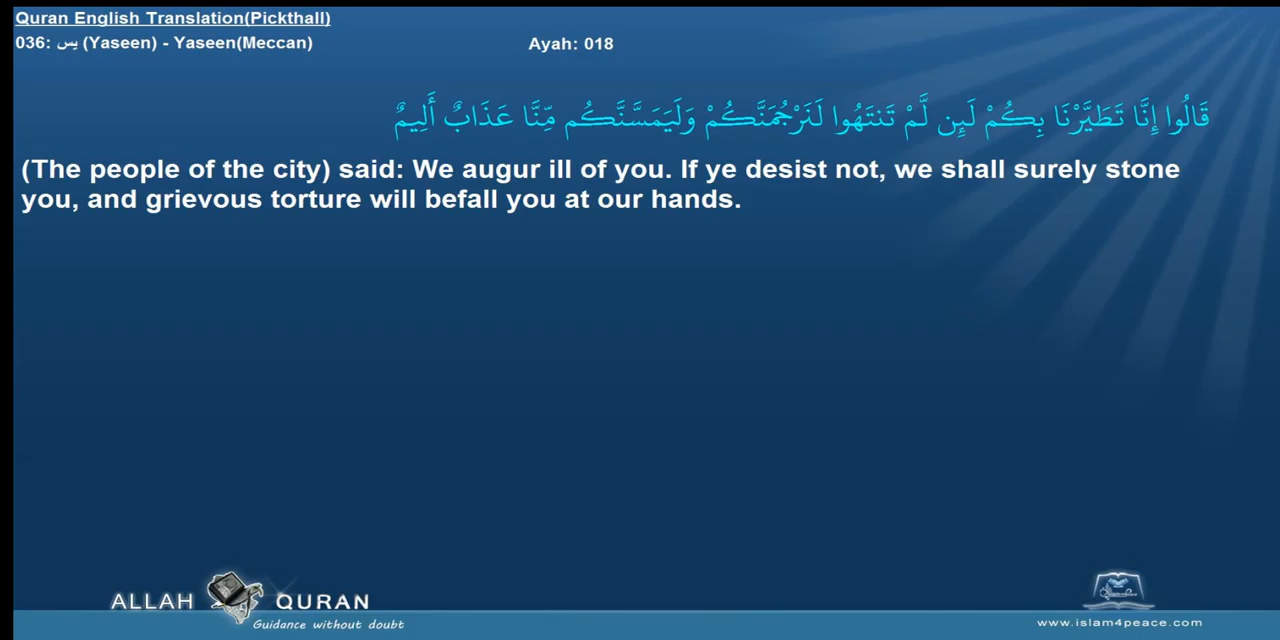 Quran English Translation(Pickthall)
036: يس (Yaseen) - Yaseen(Meccan)
Ayah: 018
قَالُوا إِنَّا تَطَيَّرْنَا بِكُمْ لَئِن لَّمْ تَنتَهُوا لَنَرْجُمَنَّكُمْ وَلَيَمَسَّنَّكُم مِّنَّا عَذَابٌ أَلِيمٌ
(The people of the city) said: We augur ill of you. If ye desist not, we shall surely stone
you, and grievous torture will befall you at our hands.
ALLAH QURAN
Guidance without doubt
www.islam4peace.com